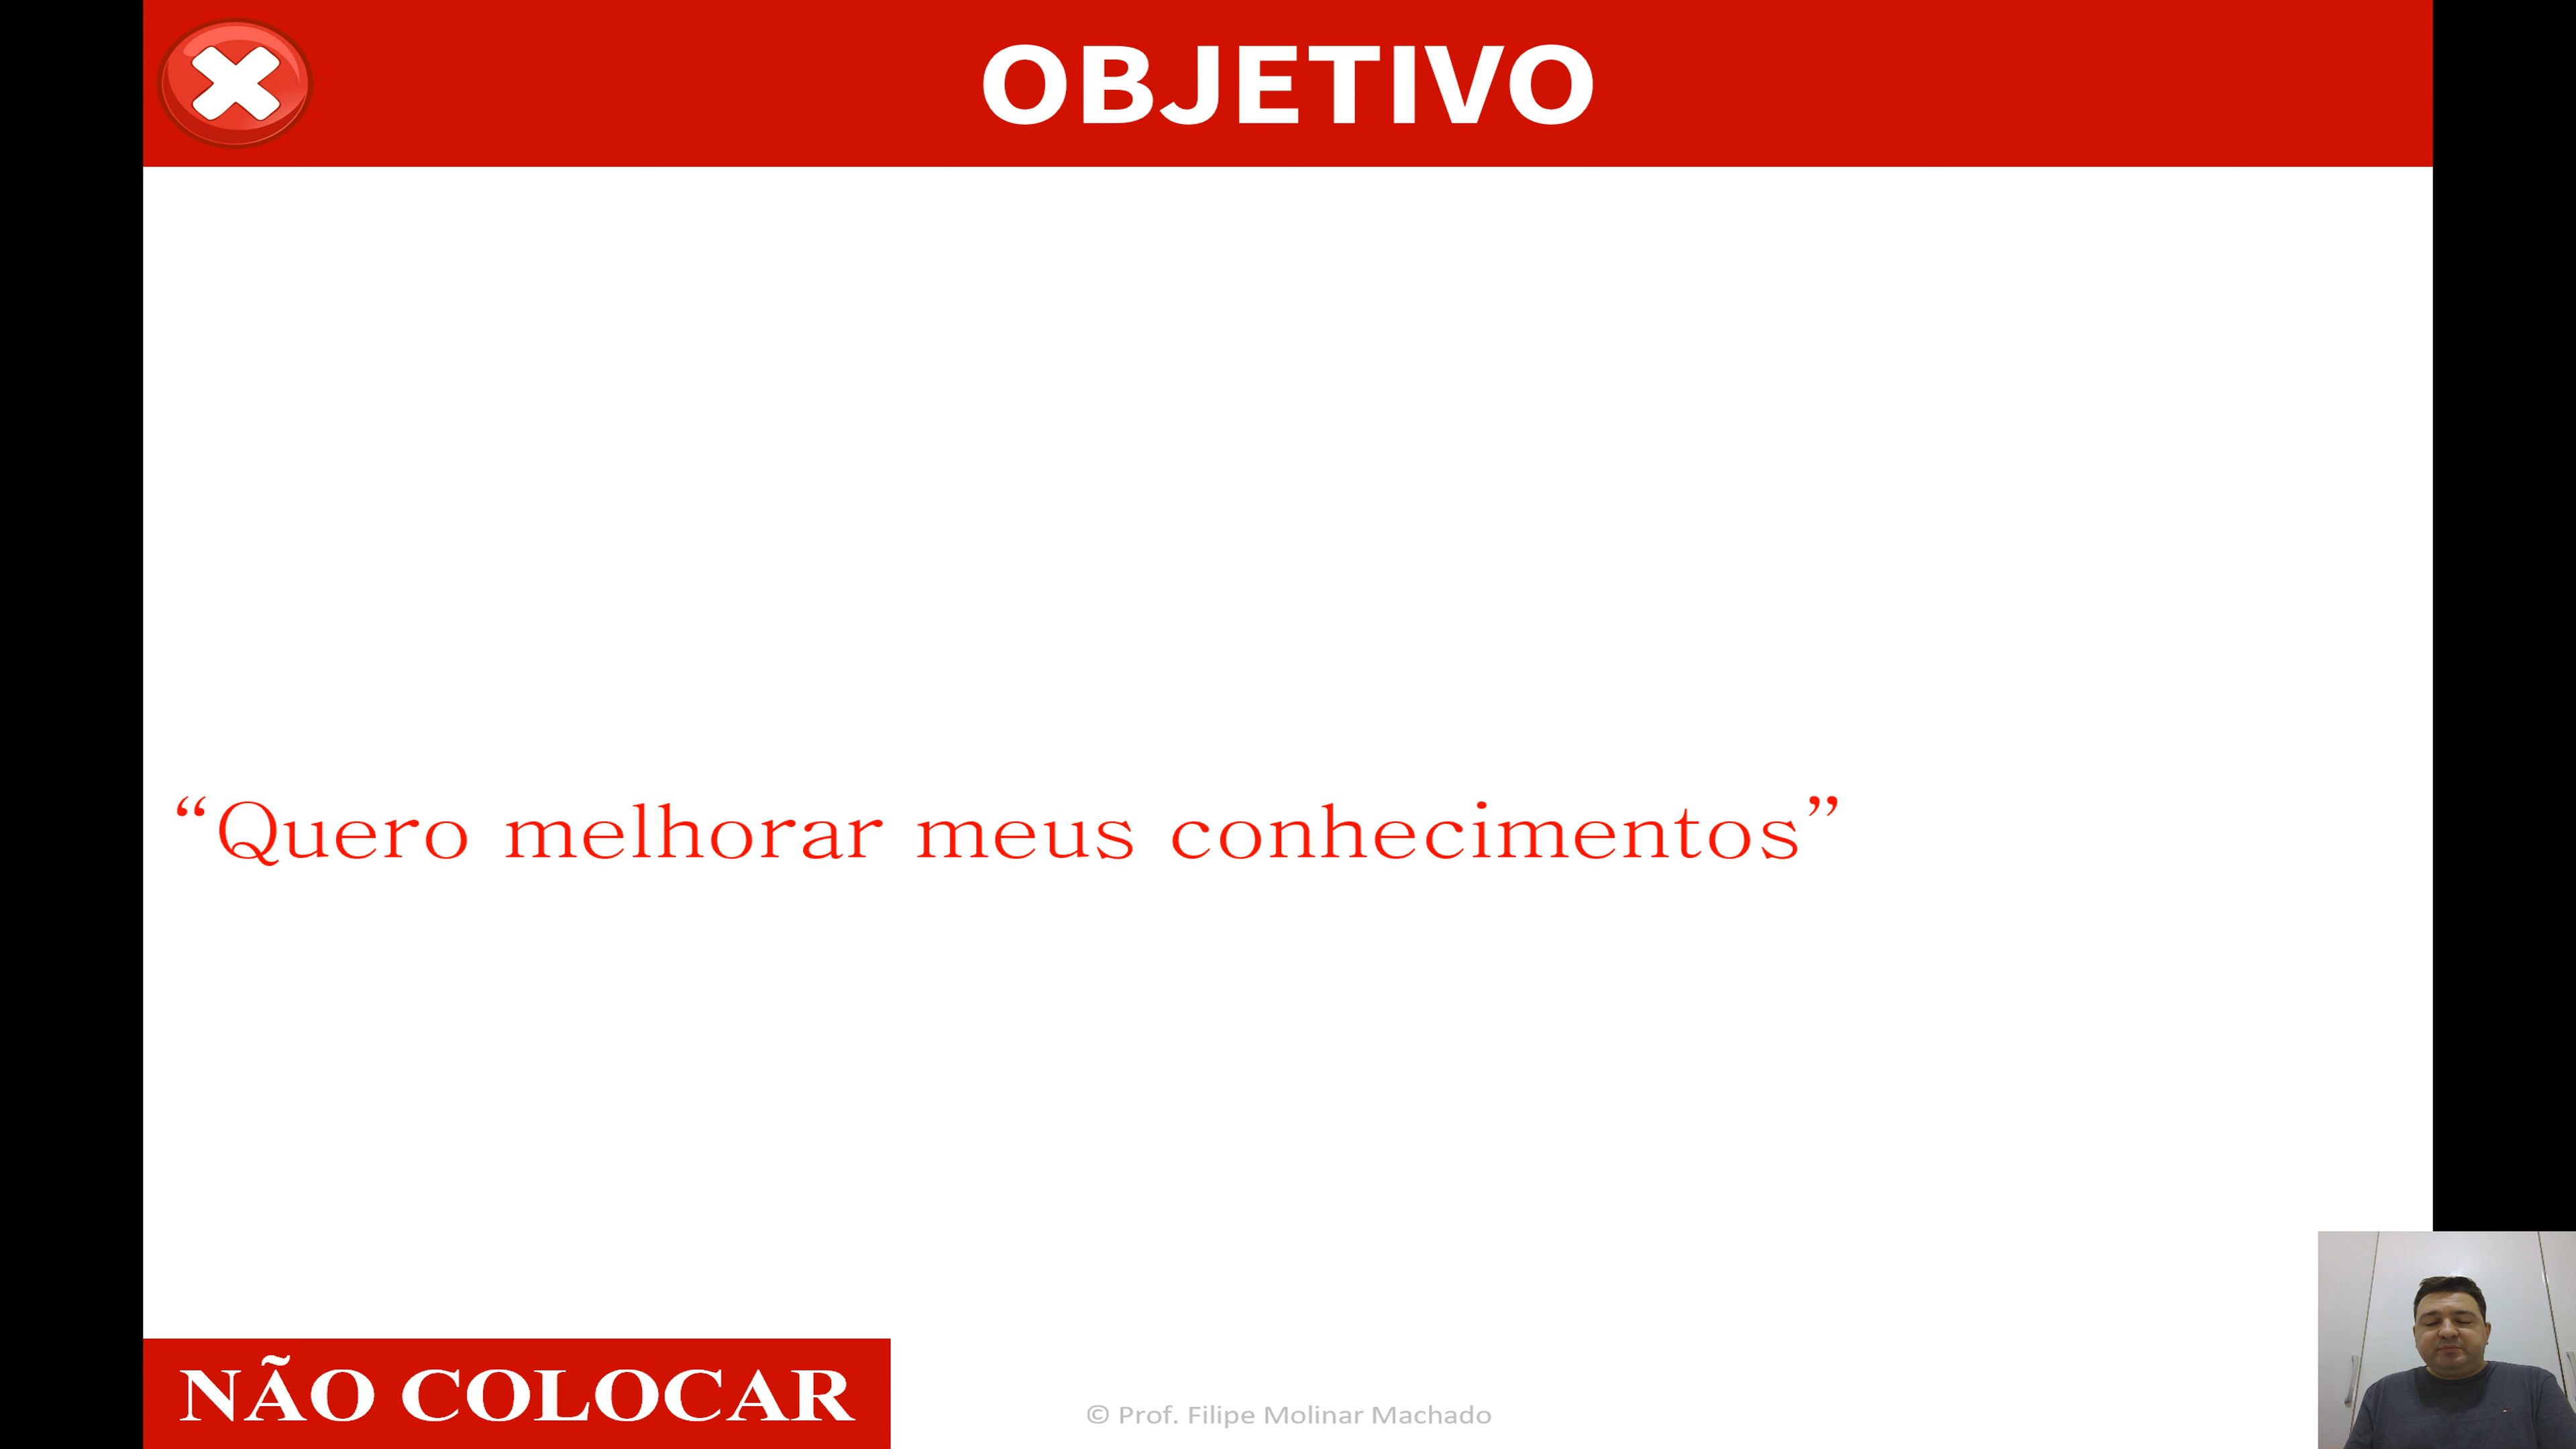 OBJETIVO
“Quero melhorar meus conhecimentos”
NÃO COLOCAR
© Prof. Filipe Molinar Machado